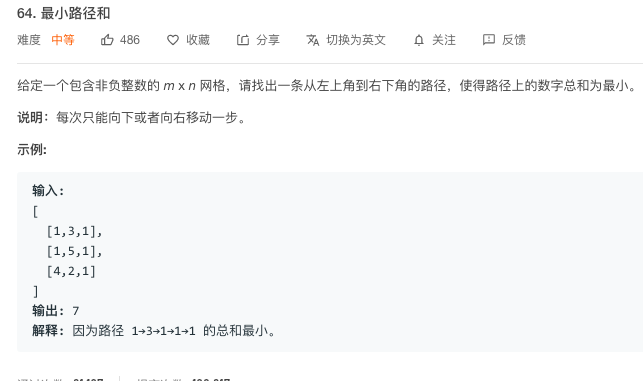 64. 最小路径和
难度 中等 486 收藏 分享 切换为英文 关注 反馈
给定一个包含非负整数的 m x n 网格，请找出一条从左上角到右下角的路径，使得路径上的数字总和为最小。
说明：每次只能向下或者向右移动一步。
示例:
输入:
[
[1,3,1],
[1,5,1],
[4,2,1]
]
输出: 7
解释: 因为路径 1→3→1→1→1 的总和最小。